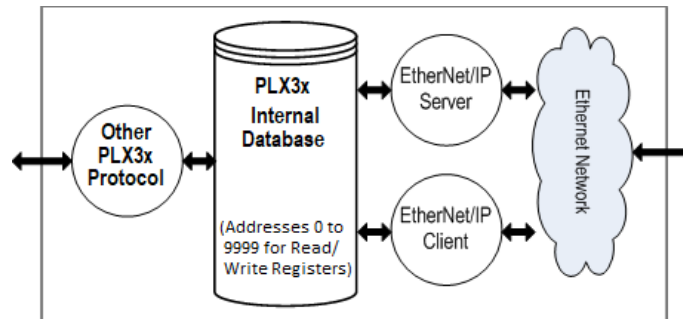 Other
PLX3x
Protocol
PLX3x
Internal
Database
(Addresses 0 to
9999 for Read/
Write Registers)
EtherNet/IP
Server
EtherNet/IP
Client
Ethernet Network